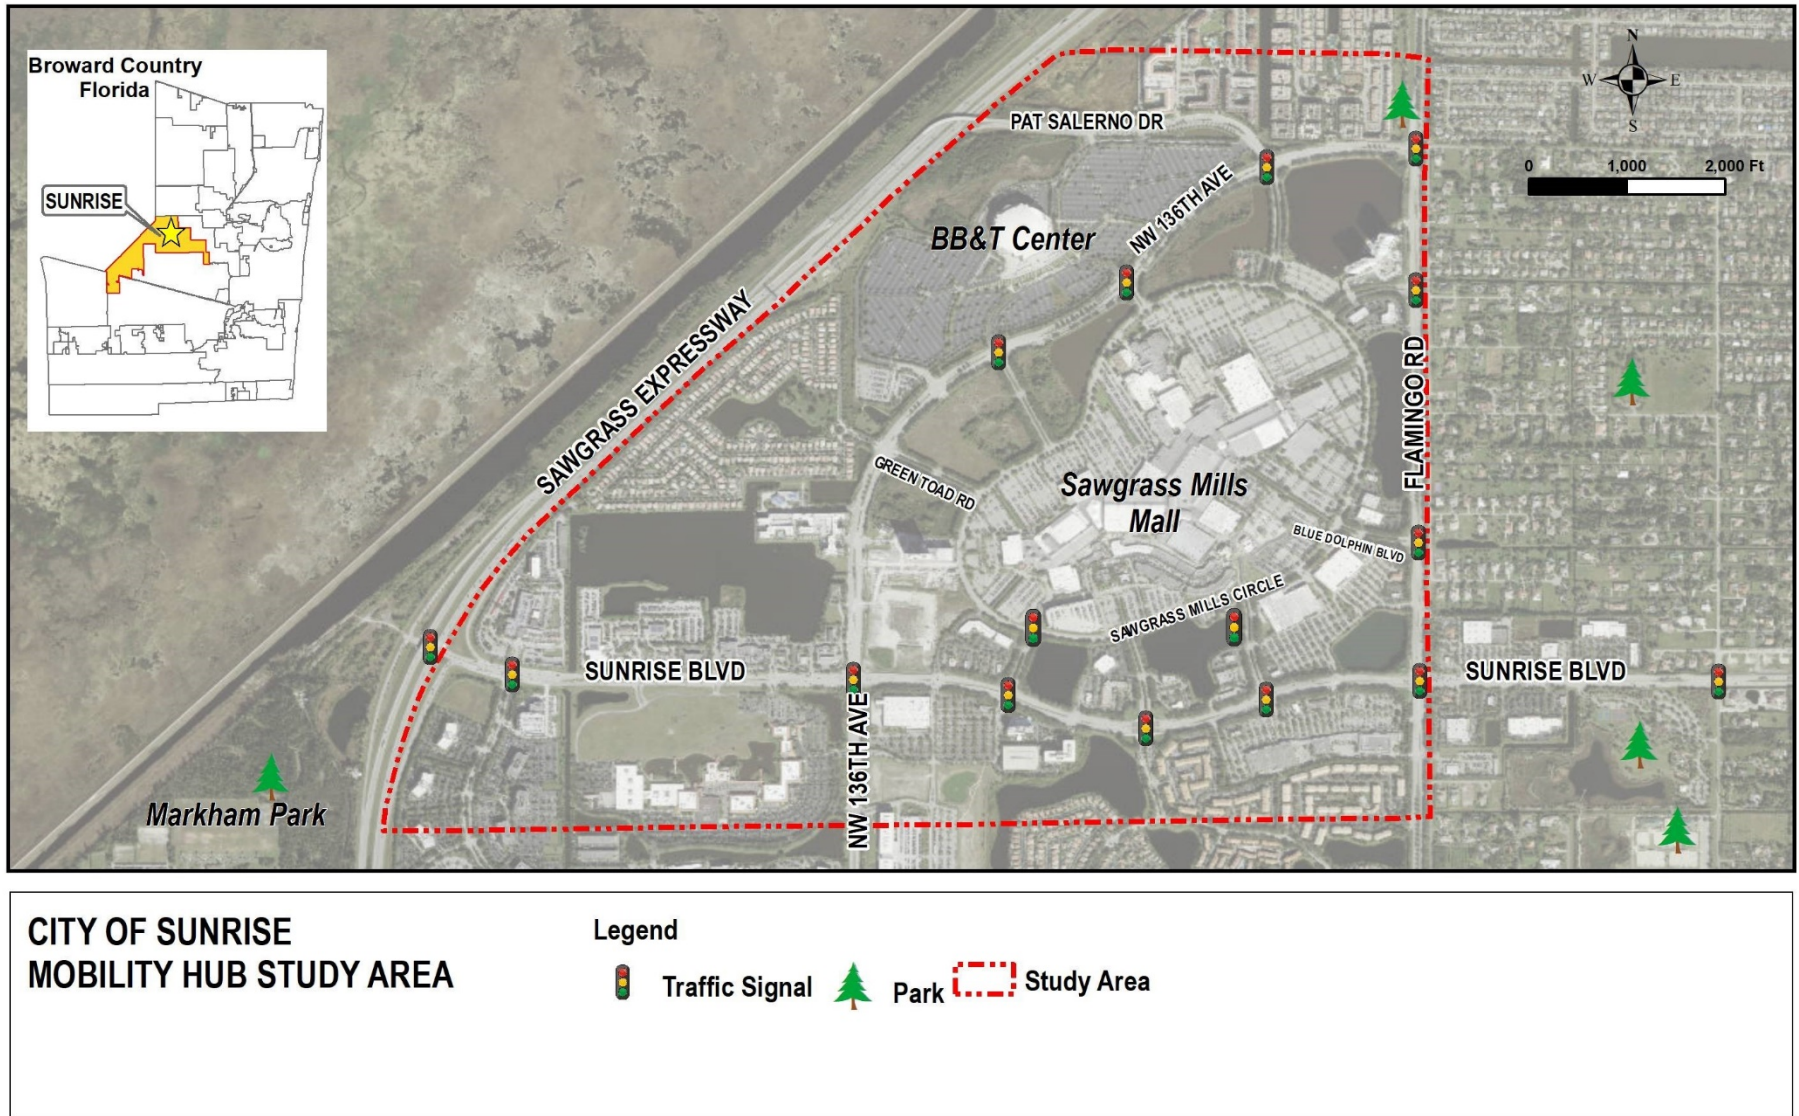 Broward Country
Florida
SUNRISE
N
W
E
S
0
1,000
2,000 Ft
PAT SALERNO DR
NW 136TH AVE
BB&T Center
SAWGRASS EXPRESSWAY
FLAMINGO RD
GREEN TOAD RD
Sawgrass Mills
Mall
BLUE DOLPHIN BLVD
SAWGRASS MILLS CIRCLE
SUNRISE BLVD
SUNRISE BLVD
NW 136TH AVE
Markham Park
CITY OF SUNRISE
MOBILITY HUB STUDY AREA
Legend
Traffic Signal
Park
Study Area